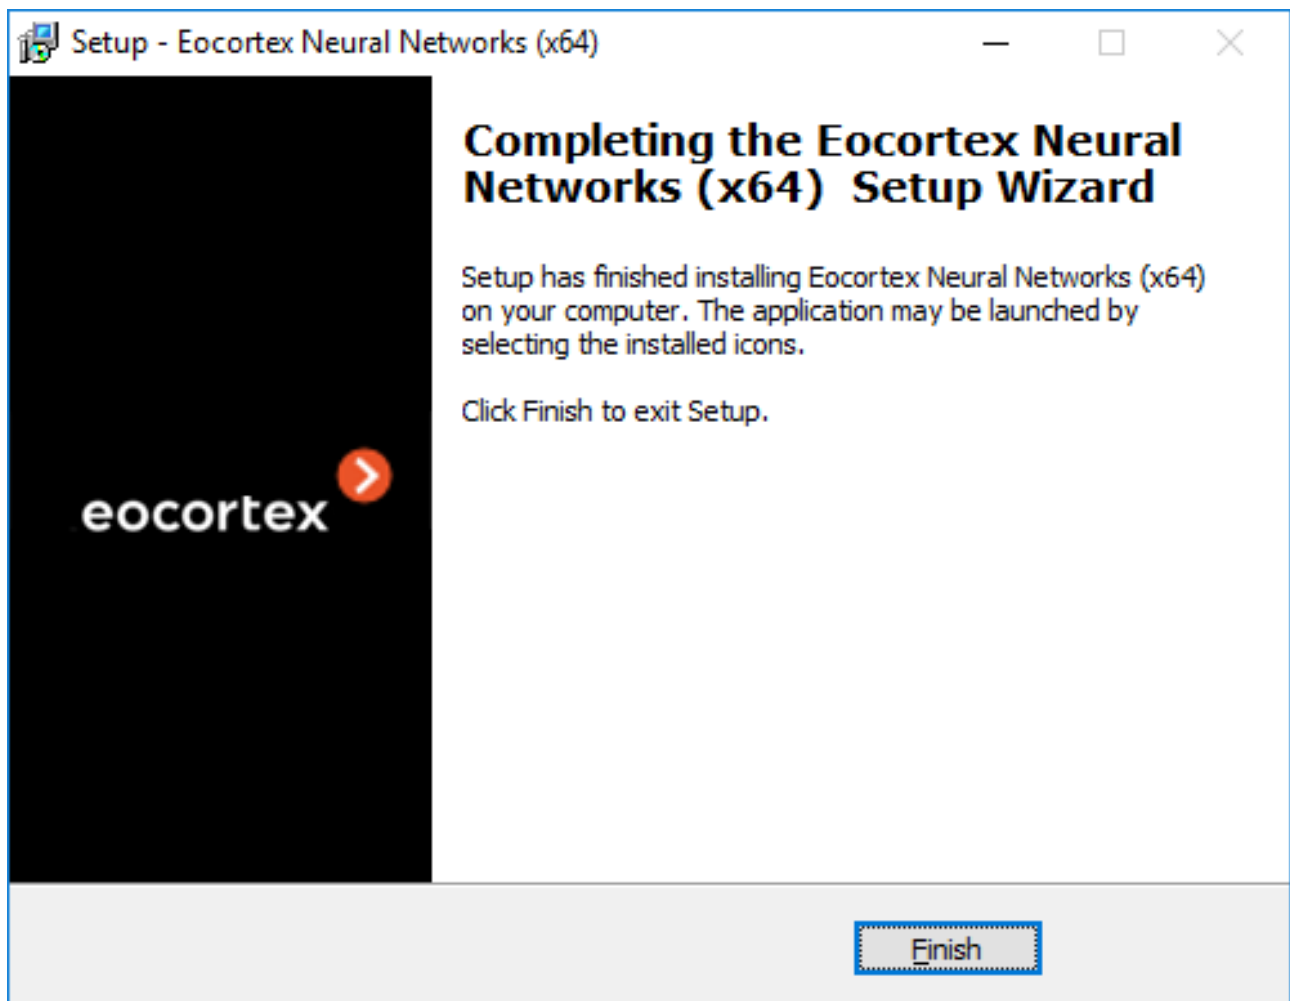 Setup - Eocortex Neural Networks (x64)
Completing the Eocortex Neural
Networks (x64)  Setup Wizard
Setup has finished installing Eocortex Neural Networks (x64)
on your computer. The application may be launched by
selecting the installed icons.
Click Finish to exit Setup.
eocortex
Finish